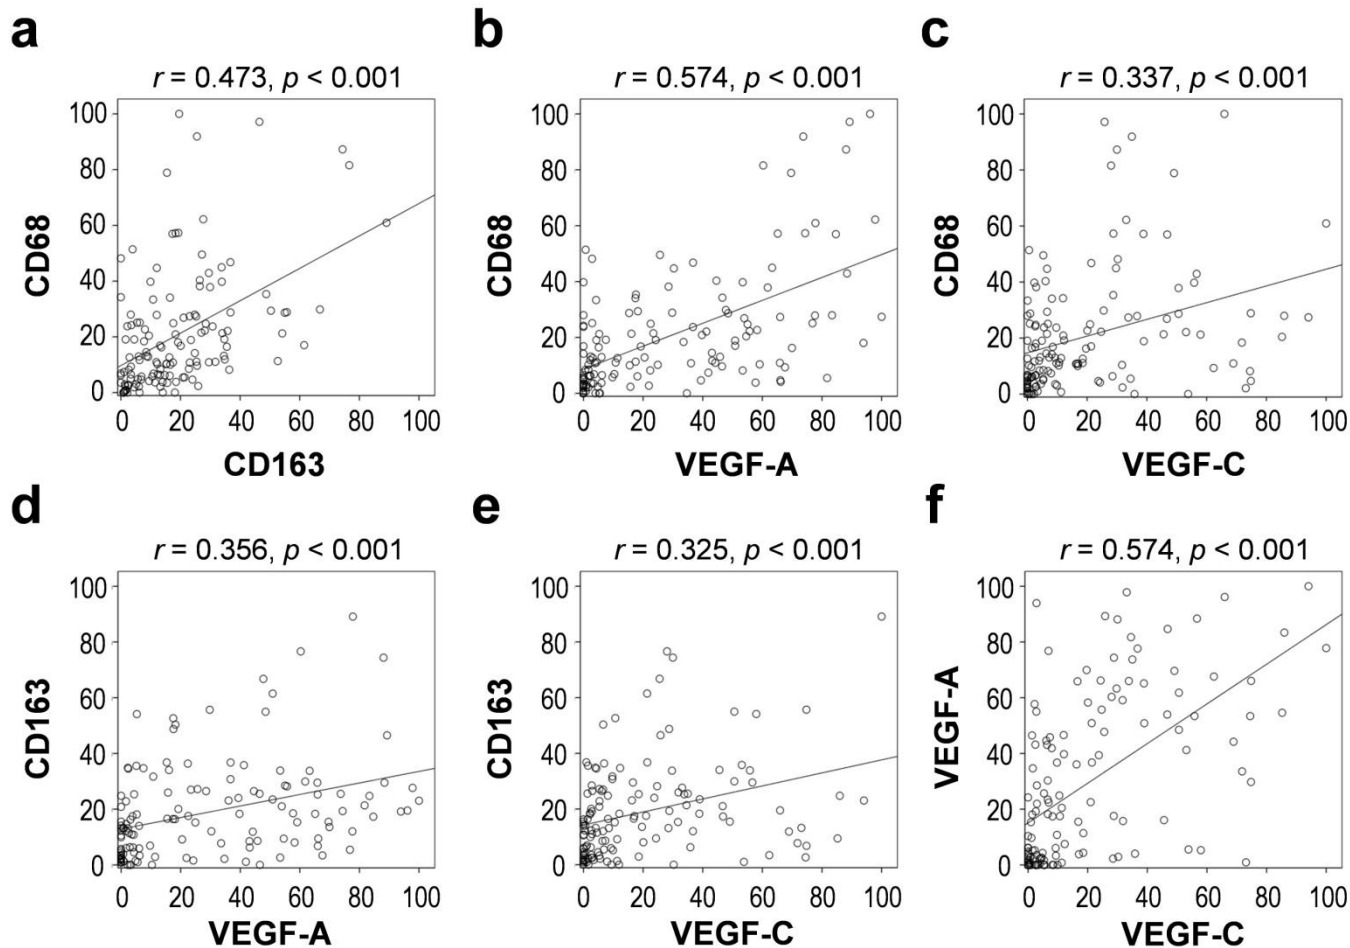 a
b
c
r = 0.473, p < 0.001
r = 0.574, p < 0.001
r = 0.337, p < 0.001
100
80
60
40
20
0
CD68
0 20 40 60 80 100
CD163
100
80
60
40
20
0
CD68
0 20 40 60 80 100
VEGF-A
100
80
60
40
20
0
CD68
0 20 40 60 80 100
VEGF-C
d
e
f
r = 0.356, p < 0.001
r = 0.325, p < 0.001
r = 0.574, p < 0.001
100
80
60
40
20
0
CD163
0 20 40 60 80 100
VEGF-A
100
80
60
40
20
0
CD163
0 20 40 60 80 100
VEGF-C
100
80
60
40
20
0
VEGF-A
0 20 40 60 80 100
VEGF-C